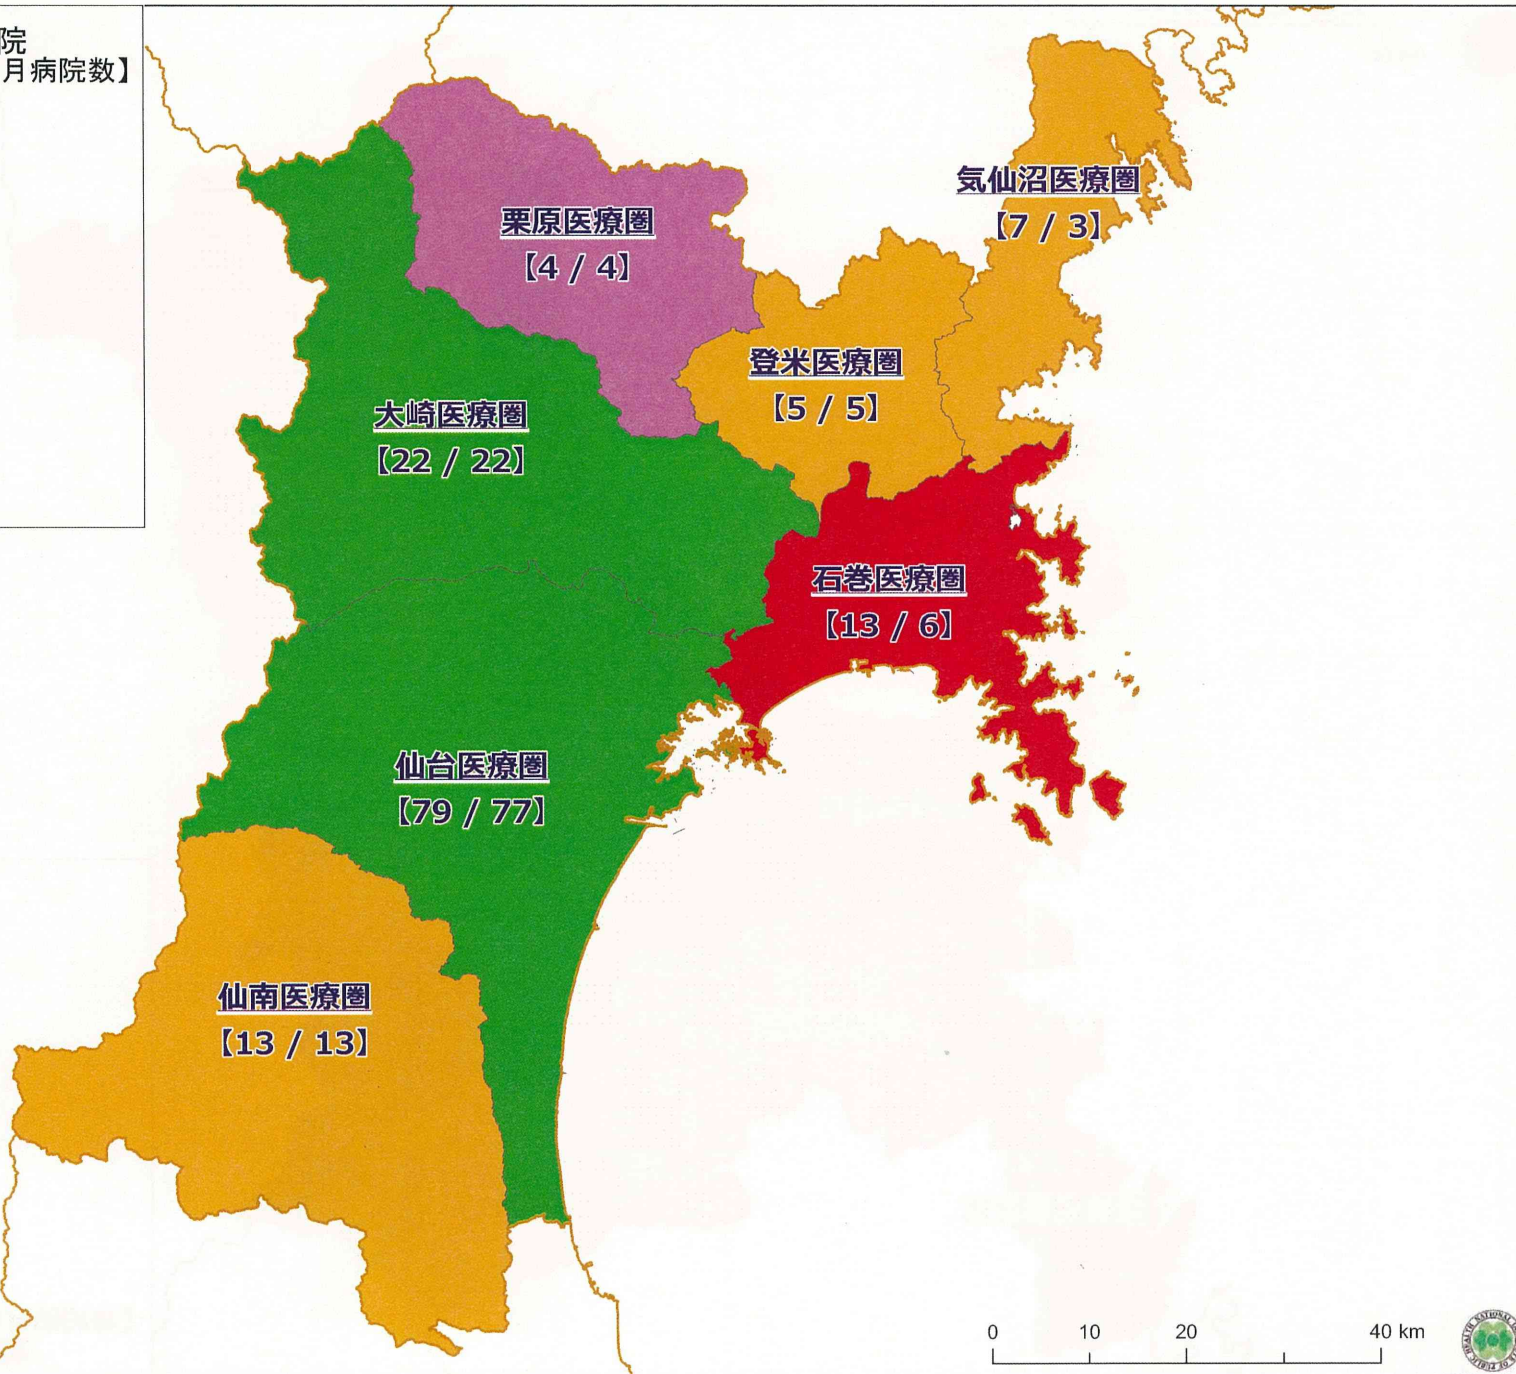 院
月病院数】
気仙沼医療圏
【7 / 3】
栗原医療圏
【4 / 4】
登米医療圏
【5 / 5】
大崎医療圏
【22 / 22】
石巻医療圏
【13 / 6】
仙台医療圏
【79 / 77】
仙南医療圏
【13 / 13】
0 10 20 40 km